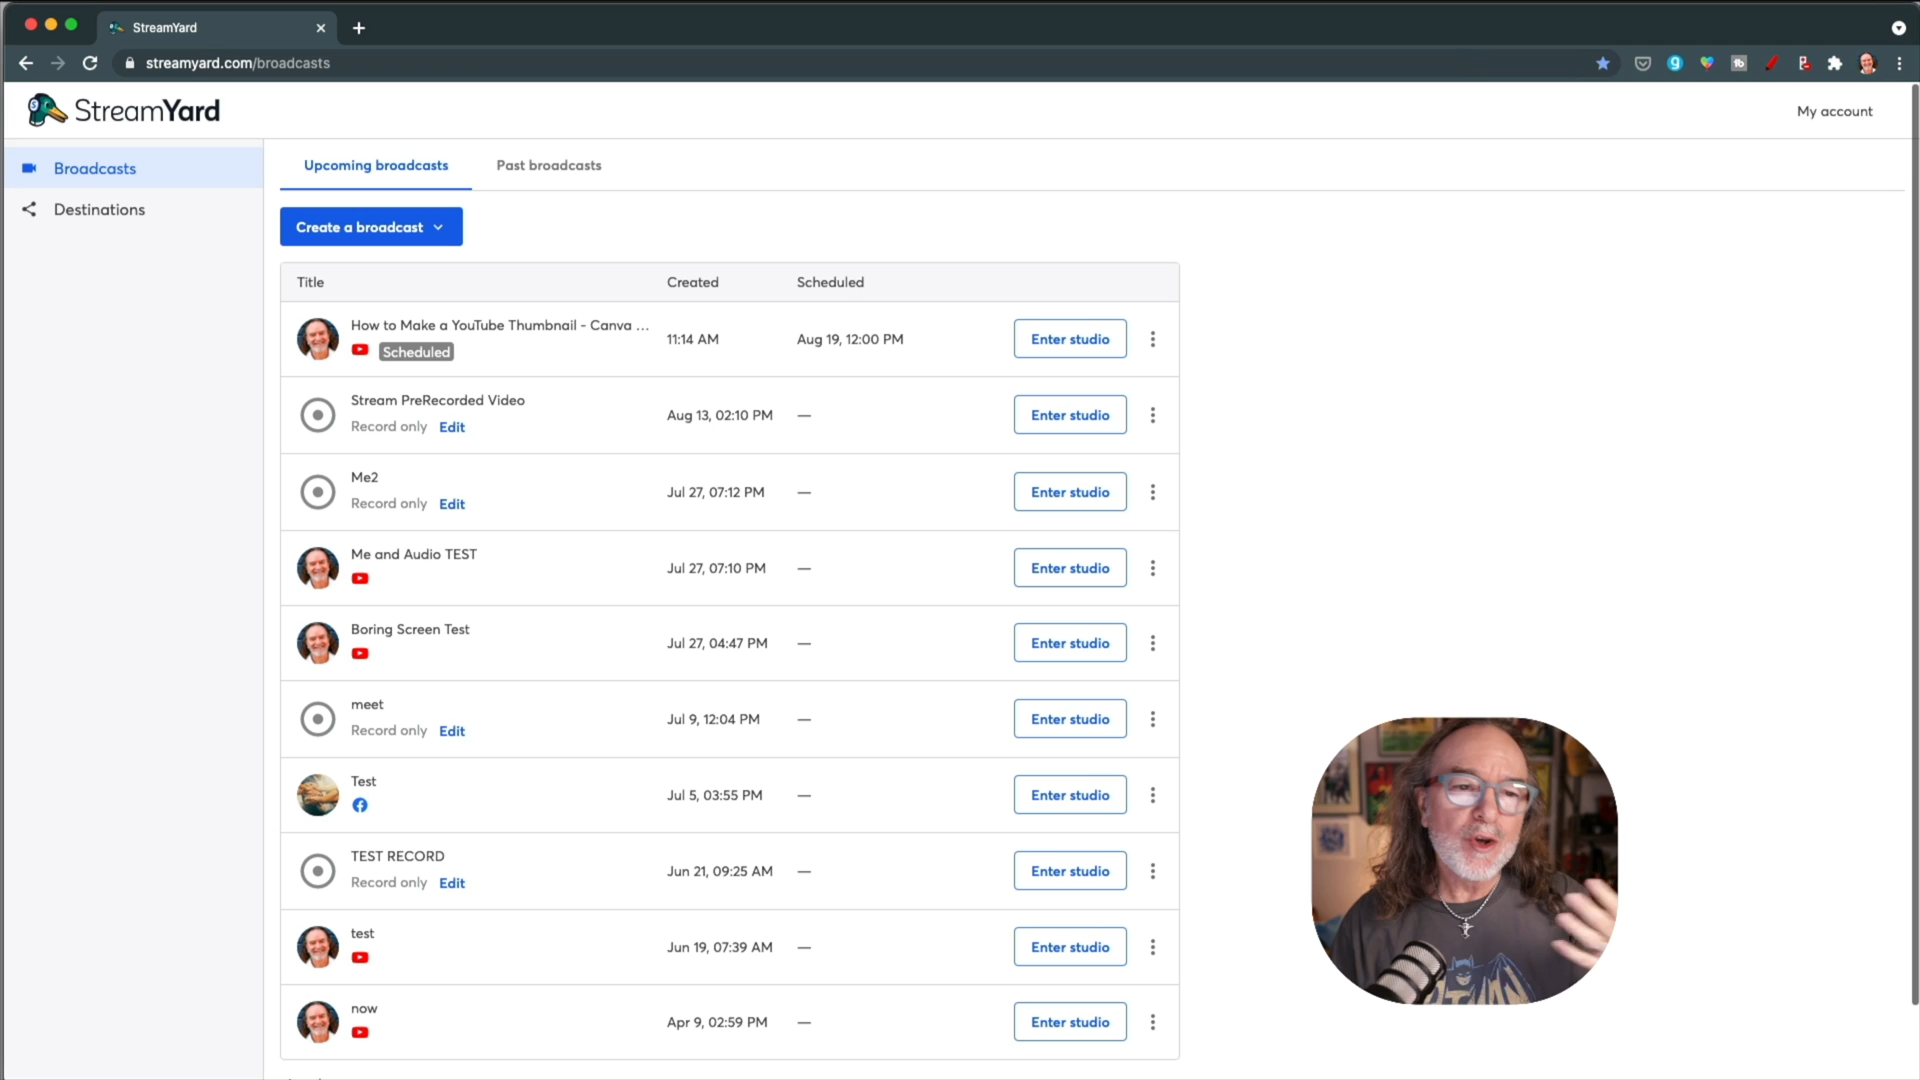 StreamYard
streamyard.com/broadcasts
StreamYard
My account
Broadcasts
Destinations
Upcoming broadcasts
Past broadcasts
Create a broadcast
Title Created Scheduled
How to Make a YouTube Thumbnail - Canva ...
Scheduled
11:14 AM
Aug 19, 12:00 PM
Enter studio
Stream PreRecorded Video
Record only Edit
Aug 13, 02:10 PM
—
Enter studio
Me2
Record only Edit
Jul 27, 07:12 PM
—
Enter studio
Me and Audio TEST
Jul 27, 07:10 PM
—
Enter studio
Boring Screen Test
Jul 27, 04:47 PM
—
Enter studio
meet
Record only Edit
Jul 9, 12:04 PM
—
Enter studio
Test
Jul 5, 03:55 PM
—
Enter studio
TEST RECORD
Record only Edit
Jun 21, 09:25 AM
—
Enter studio
test
Jun 19, 07:39 AM
—
Enter studio
now
Apr 9, 02:59 PM
—
Enter studio